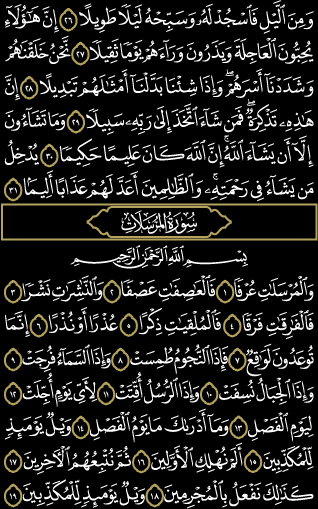 وَمِنَ ٱلَّيۡلِ فَٱسۡجُدۡ لَهُۥ وَسَبِّحۡهُ لَيۡلٗا طَوِيلًا ٢٦ إِنَّ هَٰٓؤُلَآءِ
يُحِبُّونَ ٱلۡعَاجِلَةَ وَيَذَرُونَ وَرَآءَهُمۡ يَوۡمٗا ثَقِيلٗا ٢٧ نَّحۡنُ خَلَقۡنَٰهُمۡ
وَشَدَدۡنَآ أَسۡرَهُمۡۖ وَإِذَا شِئۡنَا بَدَّلۡنَآ أَمۡثَٰلَهُمۡ تَبۡدِيلًا ٢٨ إِنَّ
هَٰذِهِۦ تَذۡكِرَةٞۖ فَمَن شَآءَ ٱتَّخَذَ إِلَىٰ رَبِّهِۦ سَبِيلٗا ٢٩ وَمَا تَشَآءُونَ
إِلَّآ أَن يَشَآءَ ٱللَّهُۚ إِنَّ ٱللَّهَ كَانَ عَلِيمًا حَكِيمٗا ٣٠ يُدۡخِلُ
مَن يَشَآءُ فِي رَحۡمَتِهِۦۚ وَٱلظَّٰلِمِينَ أَعَدَّ لَهُمۡ عَذَابًا أَلِيمَۢا ٣١
سُورَةُ المُرۡسَلَاتِ
بِسۡمِ ٱللَّهِ ٱلرَّحۡمَٰنِ ٱلرَّحِيمِ
وَٱلۡمُرۡسَلَٰتِ عُرۡفٗا ١ فَٱلۡعَٰصِفَٰتِ عَصۡفٗا ٢ وَٱلنَّٰشِرَٰتِ نَشۡرٗا ٣
فَٱلۡفَٰرِقَٰتِ فَرۡقٗا ٤ فَٱلۡمُلۡقِيَٰتِ ذِكۡرًا ٥ عُذۡرًا أَوۡ نُذۡرًا ٦ إِنَّمَا
تُوعَدُونَ لَوَٰقِعٞ ٧ فَإِذَا ٱلنُّجُومُ طُمِسَتۡ ٨ وَإِذَا ٱلسَّمَآءُ فُرِجَتۡ ٩
وَإِذَا ٱلۡجِبَالُ نُسِفَتۡ ١٠ وَإِذَا ٱلرُّسُلُ أُقِّتَتۡ ١١ لِأَيِّ يَوۡمٍ أُجِّلَتۡ ١٢
لِيَوۡمِ ٱلۡفَصۡلِ ١٣ وَمَآ أَدۡرَىٰكَ مَا يَوۡمُ ٱلۡفَصۡلِ ١٤ وَيۡلٞ يَوۡمَئِذٖ
لِّلۡمُكَذِّبِينَ ١٥ أَلَمۡ نُهۡلِكِ ٱلۡأَوَّلِينَ ١٦ ثُمَّ نُتۡبِعُهُمُ ٱلۡأٓخِرِينَ ١٧
كَذَٰلِكَ نَفۡعَلُ بِٱلۡمُجۡرِمِينَ ١٨ وَيۡلٞ يَوۡمَئِذٖ لِّلۡمُكَذِّبِينَ ١٩